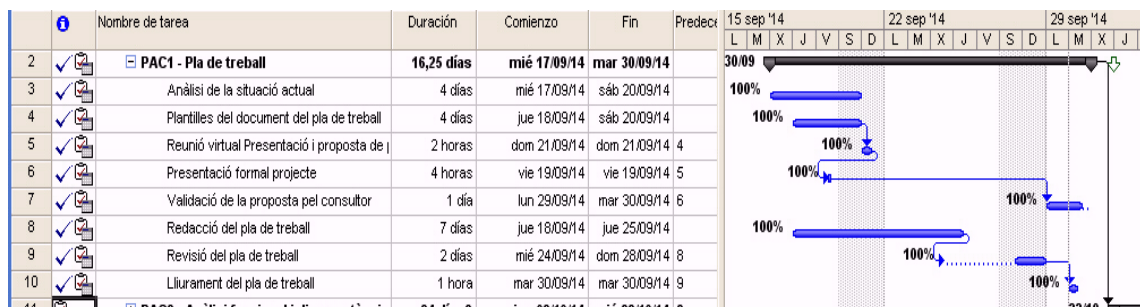 Nombre de tarea Duración Comienzo Fin Predece 15 sep '14 22 sep '14 29 sep '14
L M X J V S D L M X J V S D L M X J
2 PAC1 - Pla de treball 16,25 días mié 17/09/14 mar 30/09/14 30/09
3 Anàlisi de la situació actual 4 días mié 17/09/14 sáb 20/09/14 100%
4 Plantilles del document del pla de treball 4 días jue 18/09/14 sáb 20/09/14 100%
5 Reunió virtual Presentació i proposta de 2 horas dom 21/09/14 dom 21/09/14 4 100%
6 Presentació formal projecte 4 horas vie 19/09/14 vie 19/09/14 5 100%
7 Validació de la proposta pel consultor 1 día lun 29/09/14 mar 30/09/14 6 100%
8 Redacció del pla de treball 7 días jue 18/09/14 jue 25/09/14 100%
9 Revisió del pla de treball 2 días mié 24/09/14 dom 28/09/14 8 100%
10 Lliurament del pla de treball 1 hora mar 30/09/14 mar 30/09/14 9 100%